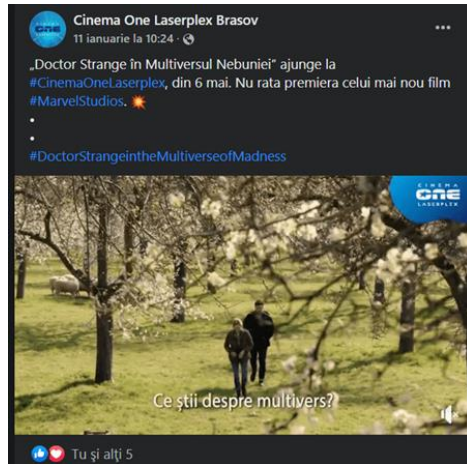 Cinema One Laserplex Brasov
11 ianuarie la 10:24 ·
„Doctor Strange în Multiversul Nebuniei” ajunge la
#CinemaOneLaserplex, din 6 mai. Nu rata premiera celui mai nou film
#MarvelStudios.
•
•
#DoctorStrangeintheMultiverseofMadness
CINEMA
ONE
LASERPLEX
Ce știi despre multivers?
Tu și alți 5